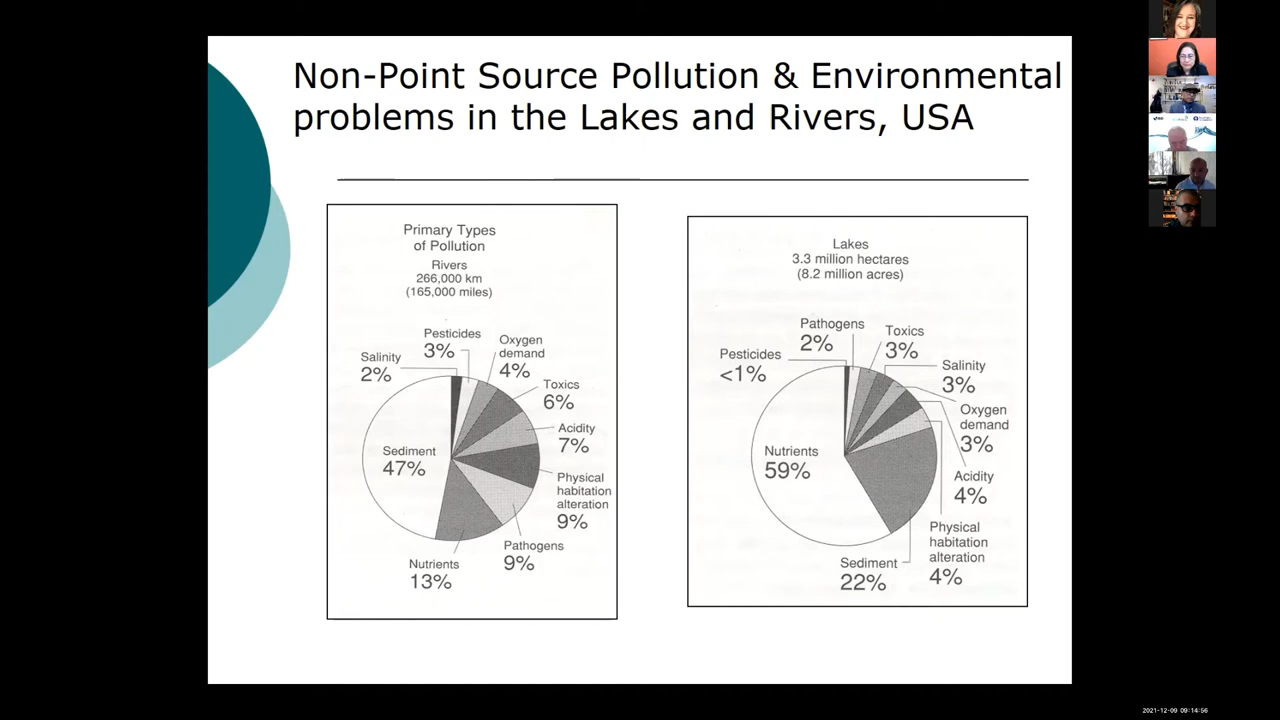 Non-Point Source Pollution & Environmental
problems in the Lakes and Rivers, USA
Primary Types
of Pollution
Rivers
266,000 km
(165,000 miles)
Pesticides
3%
Oxygen
demand
4%
Salinity
2%
Toxics
6%
Acidity
7%
Sediment
47%
Physical
habitation
alteration
9%
Pathogens
9%
Nutrients
13%
Lakes
3.3 million hectares
(8.2 million acres)
Pathogens
2%
Toxics
3%
Pesticides
<1%
Salinity
3%
Oxygen
demand
3%
Nutrients
59%
Acidity
4%
Physical
habitation
alteration
4%
Sediment
22%
2021-12-09 09:14:56